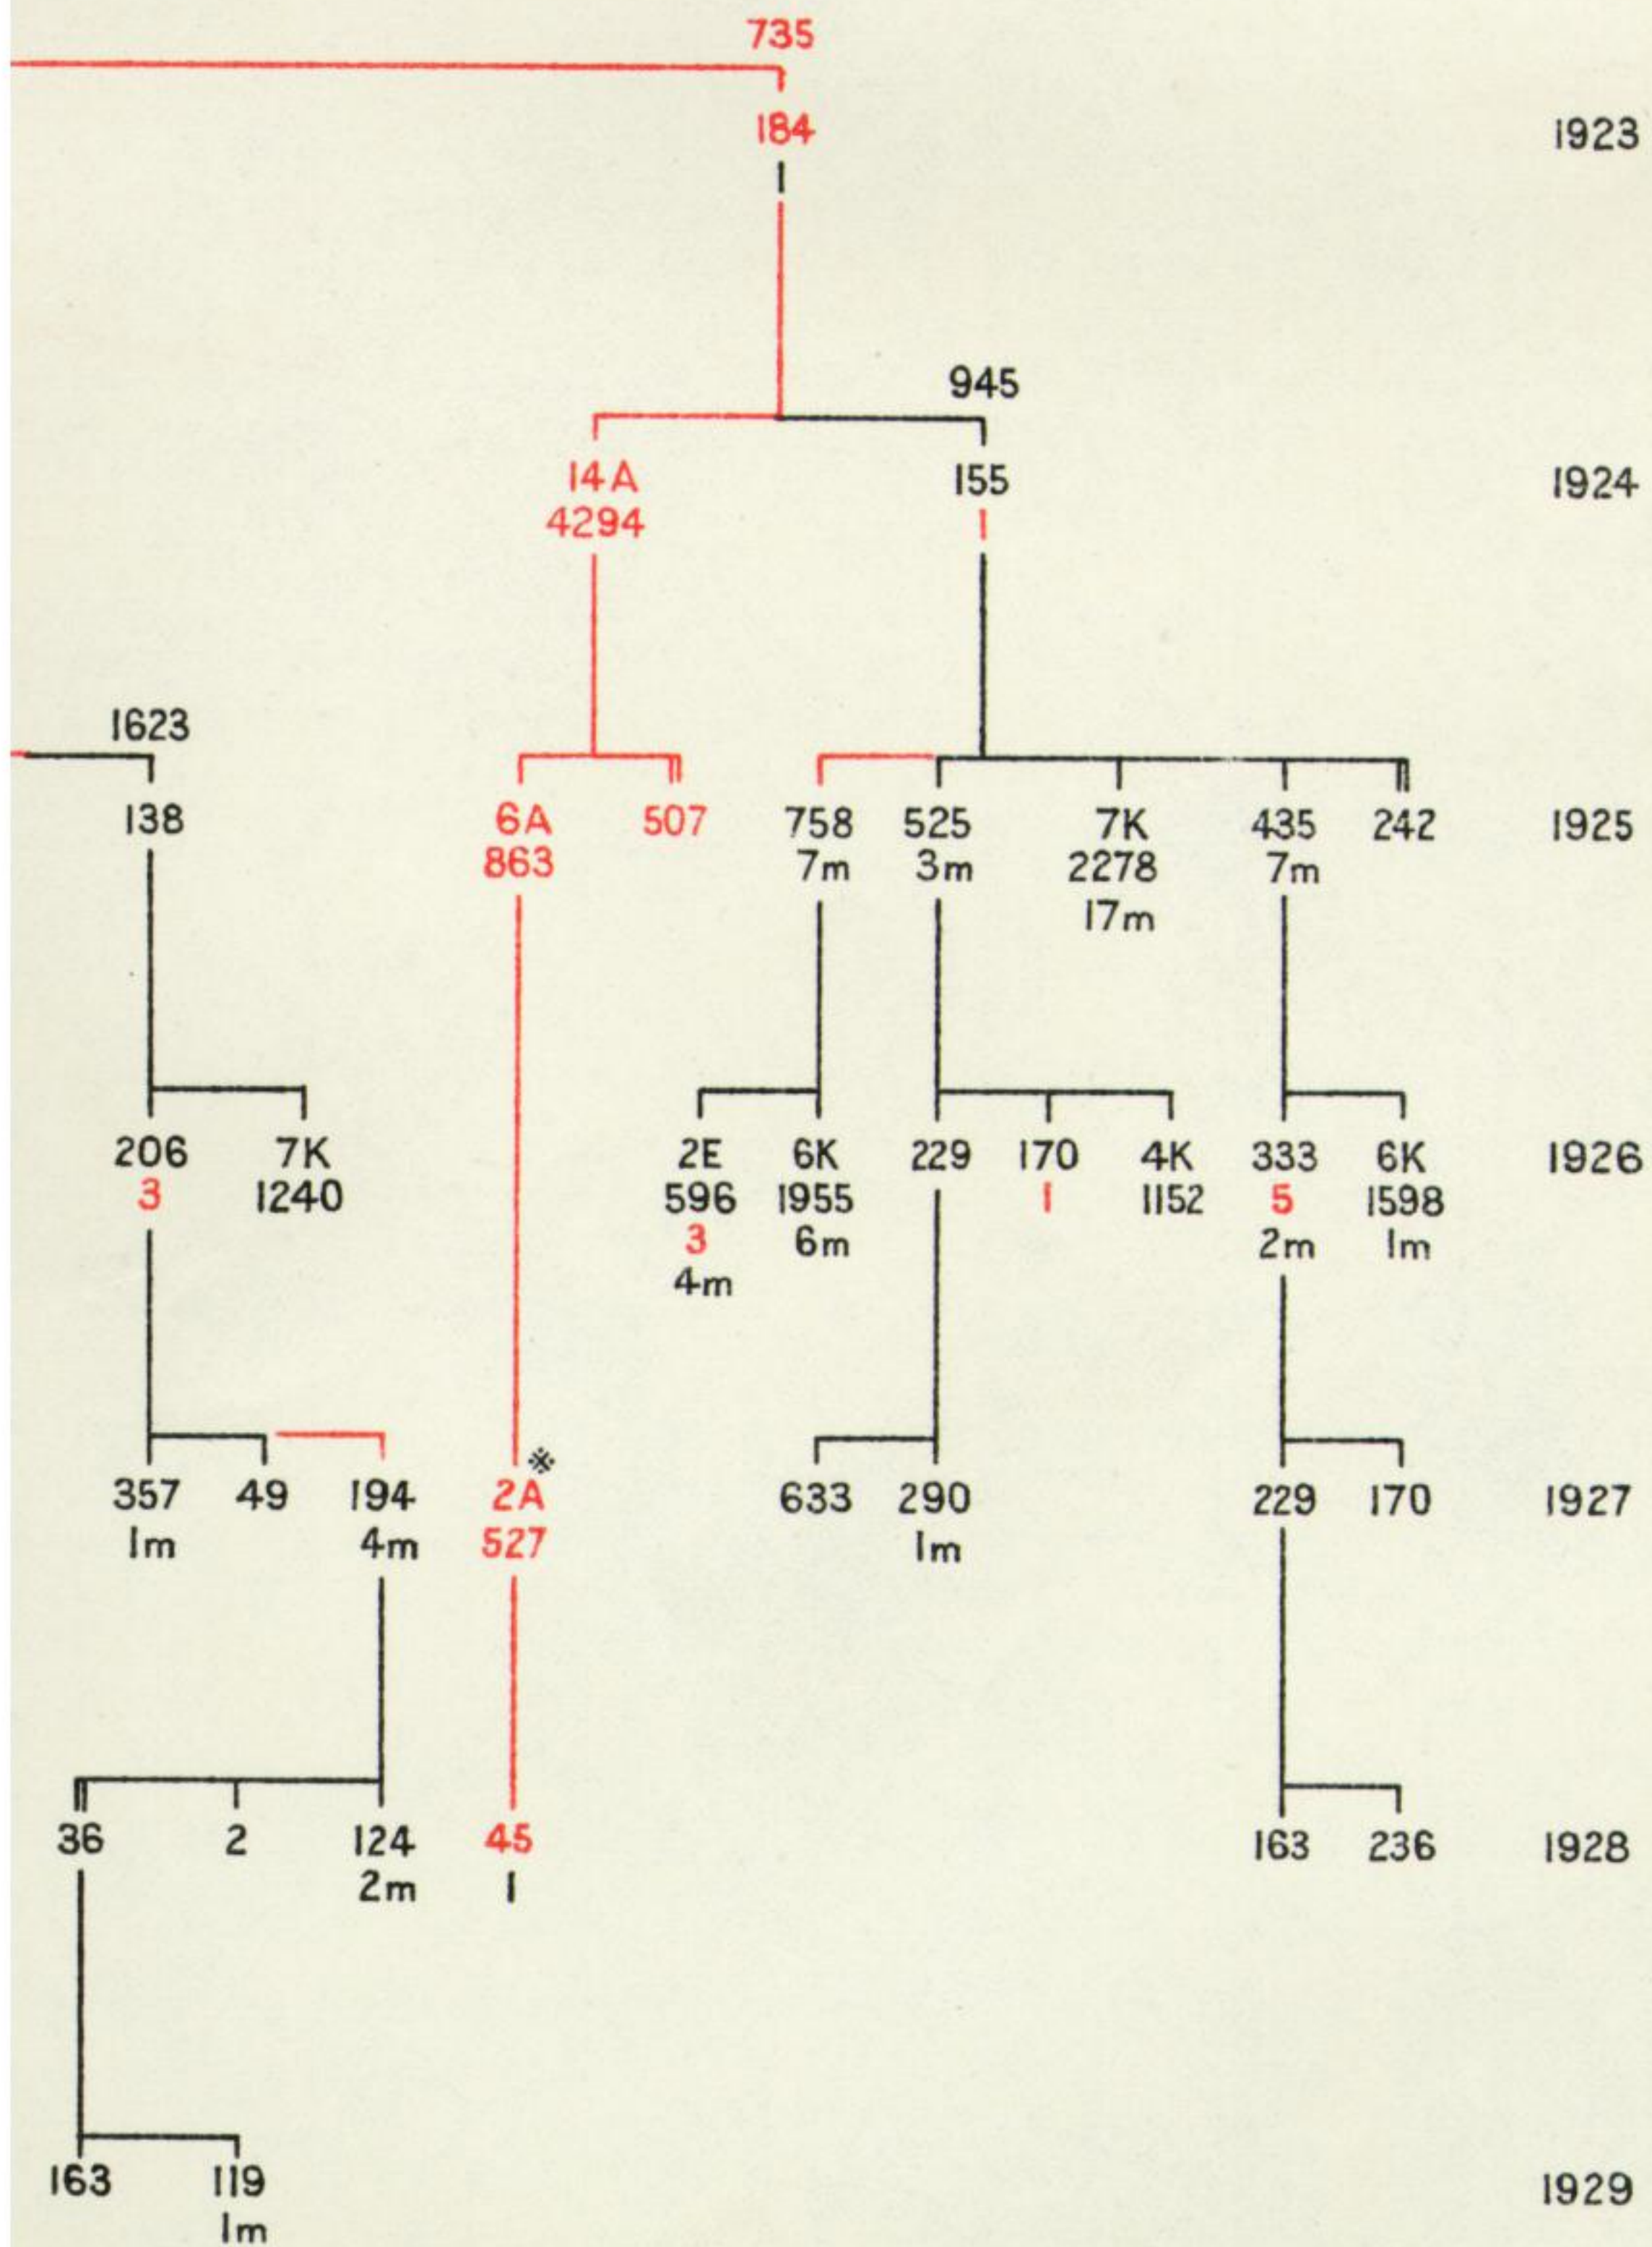 735
184 1923
1
945
14A 155 1924
4294 1
1623
138 6A 507 758 525 7K 435 242 1925
863 7m 3m 2278 7m
17m
206 7K 2E 6K 229 170 4K 333 6K 1926
3 1240 596 1955 1 1152 5 1598
3 6m 2m 1m
4m
※
357 49 194 2A 633 290 229 170 1927
1m 4m 527 1m
36 2 124 45 163 236 1928
2m 1
163 119 1929
1m